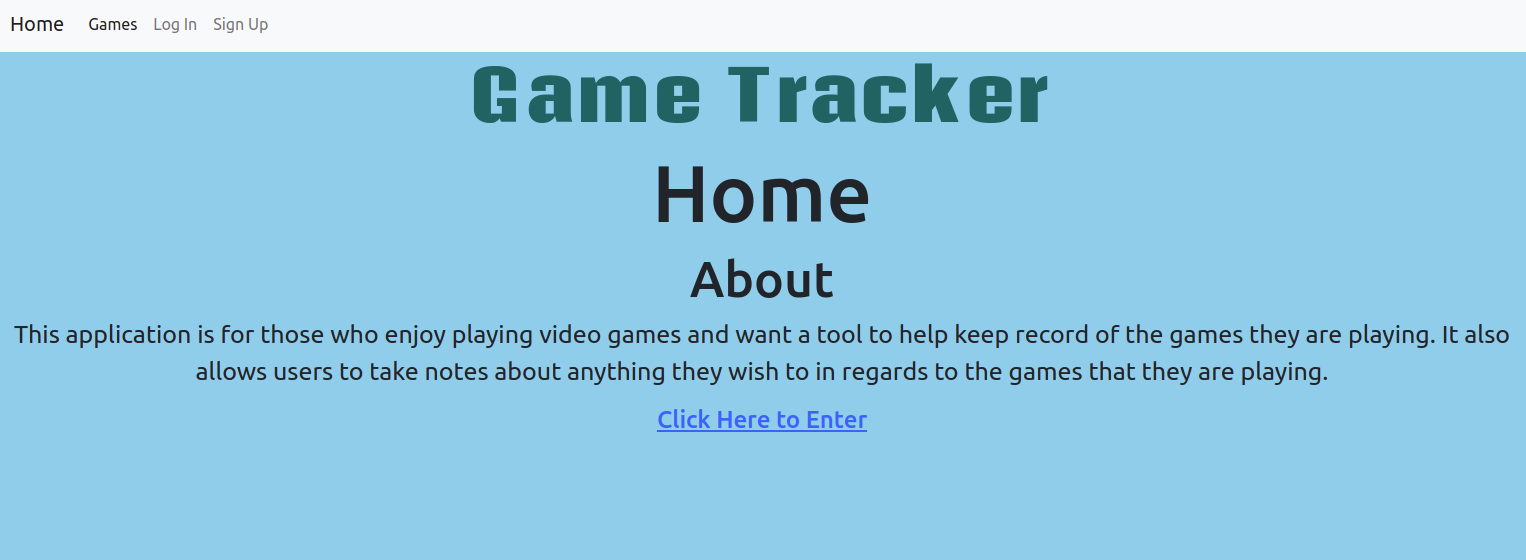 Home Games Log In Sign Up
Game Tracker
Home
About
This application is for those who enjoy playing video games and want a tool to help keep record of the games they are playing. It also
allows users to take notes about anything they wish to in regards to the games that they are playing.
Click Here to Enter